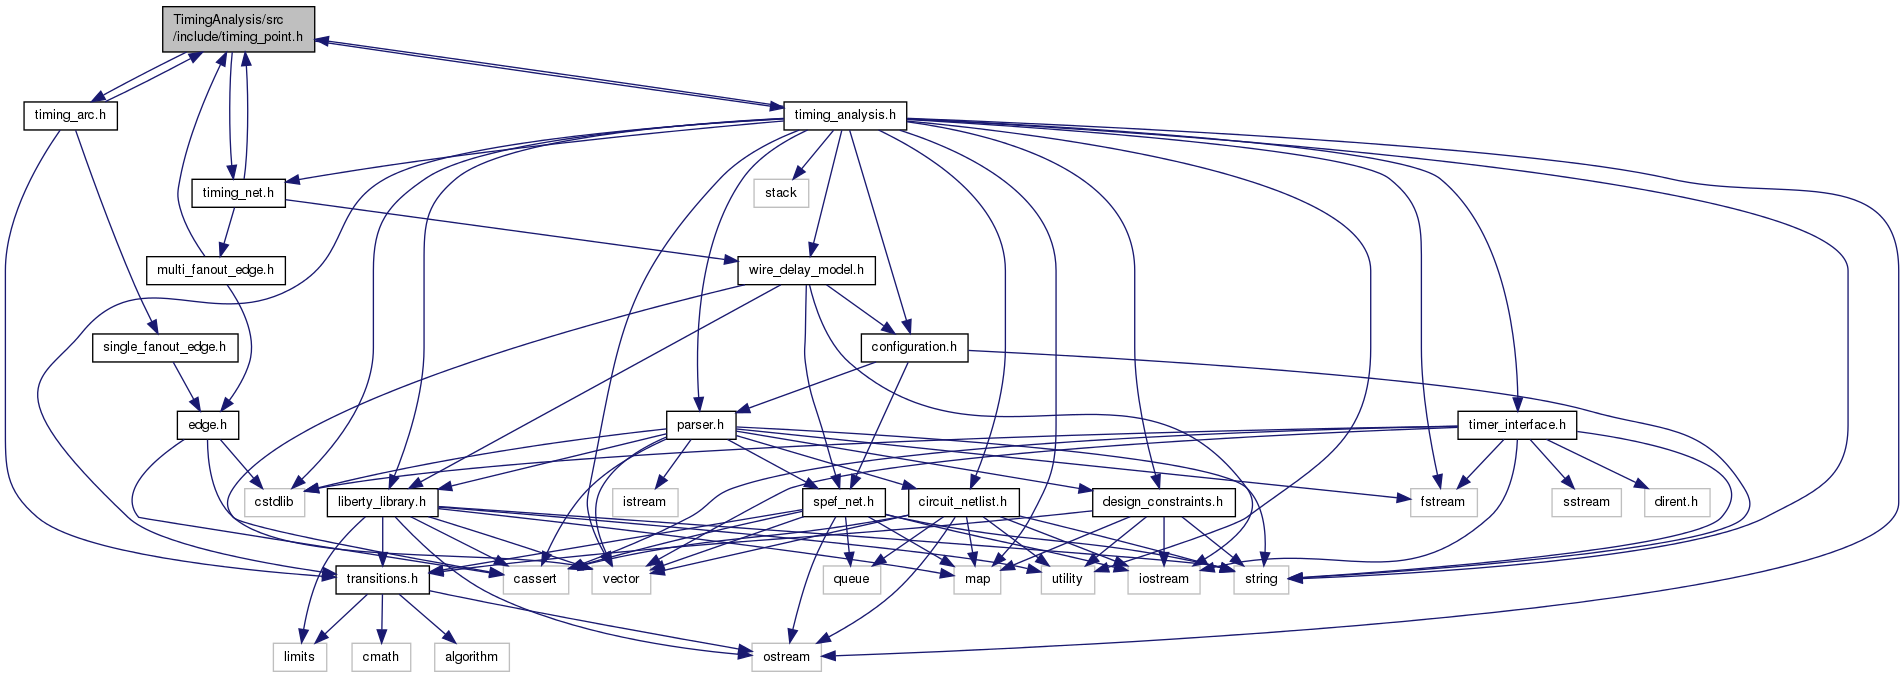 TimingAnalysis/src
/include/timing_point.h
timing_arc.h
timing_analysis.h
timing_net.h
stack
multi_fanout_edge.h
wire_delay_model.h
single_fanout_edge.h
configuration.h
edge.h
parser.h
timer_interface.h
cstdlib
liberty_library.h
istream
spef_net.h
circuit_netlist.h
design_constraints.h
fstream
sstream
dirent.h
transitions.h
cassert
vector
queue
map
utility
iostream
string
limits
cmath
algorithm
ostream